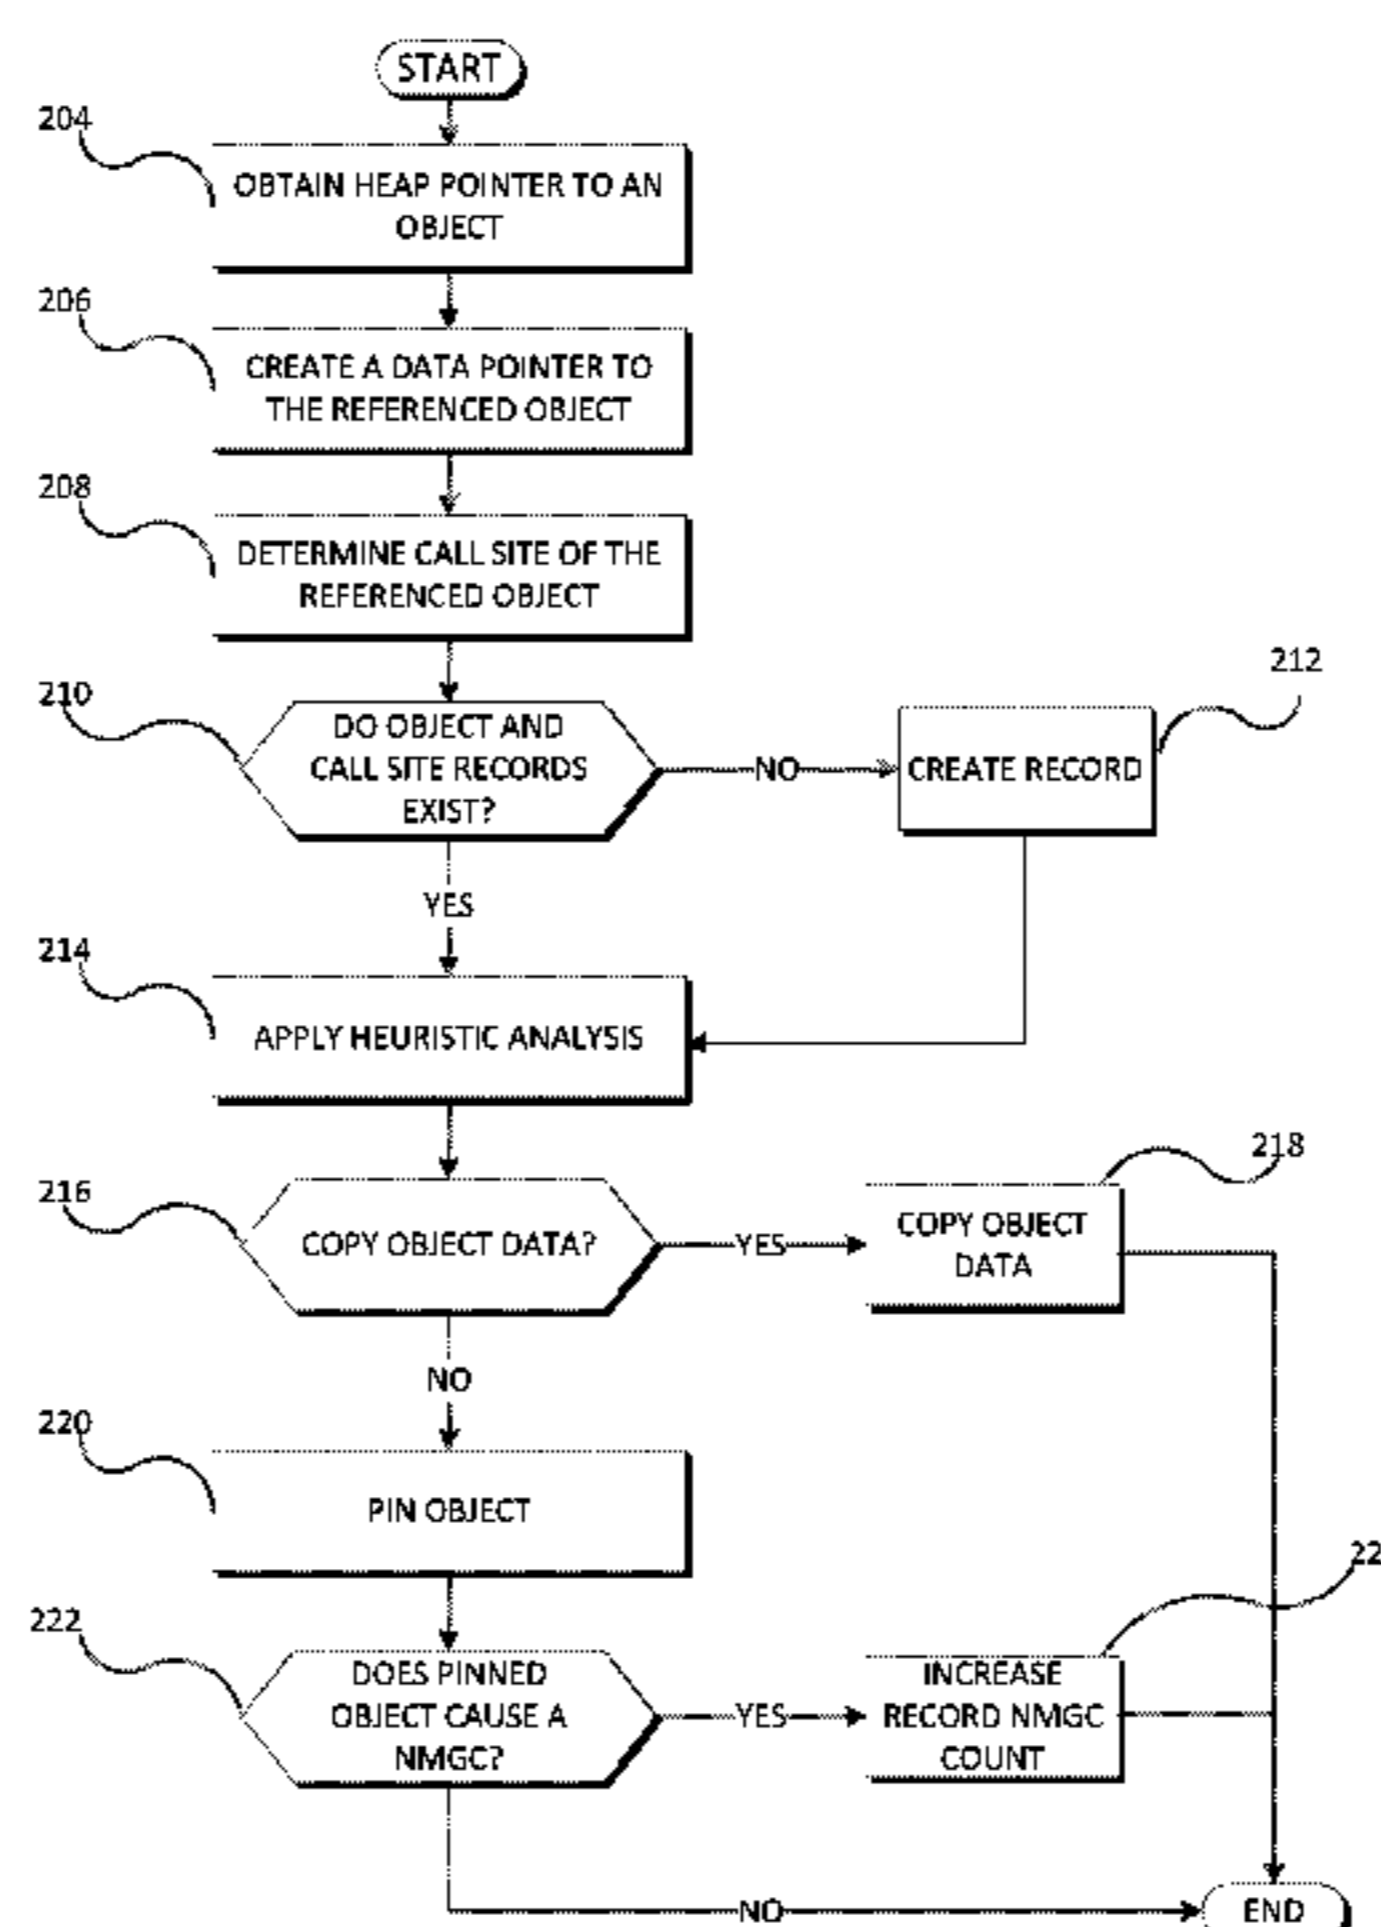 START
204
OBTAIN HEAP POINTER TO AN
OBJECT
206
CREATE A DATA POINTER TO
THE REFERENCED OBJECT
208
DETERMINE CALL SITE OF THE
REFERENCED OBJECT
210
DO OBJECT AND
CALL SITE RECORDS
EXIST?
NO
212
CREATE RECORD
YES
214
APPLY HEURISTIC ANALYSIS
216
COPY OBJECT DATA?
YES
218
COPY OBJECT
DATA
NO
220
PIN OBJECT
222
DOES PINNED
OBJECT CAUSE A
NMGC?
YES
22
INCREASE
RECORD NMGC
COUNT
NO
END